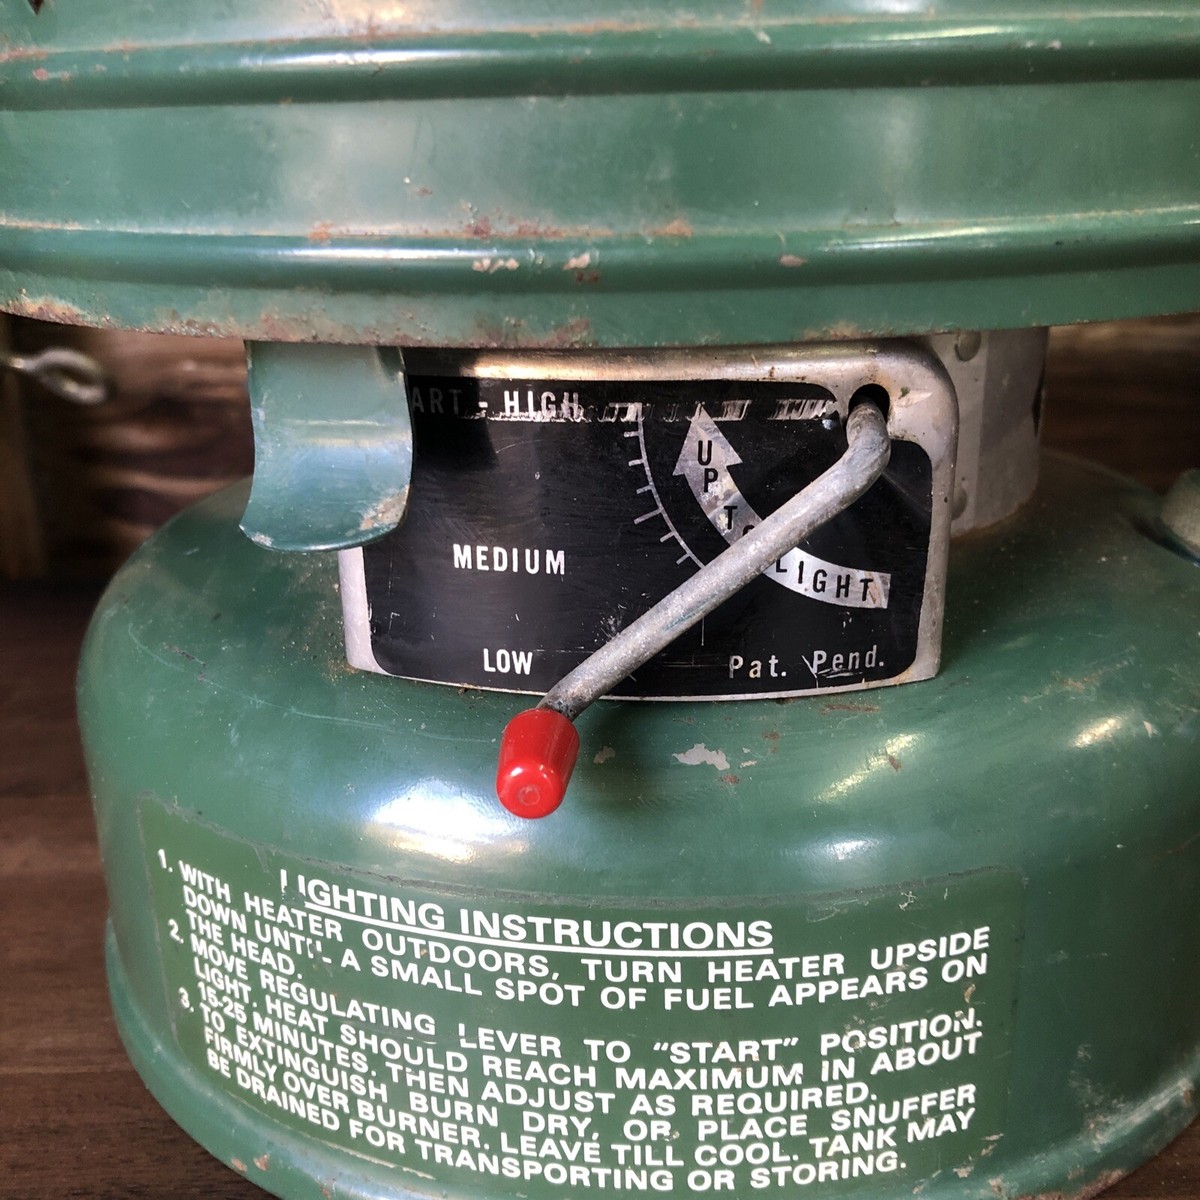 ART - HIGH
UP TO LIGHT
MEDIUM
LOW
Pat. Pend.
LIGHTING INSTRUCTIONS
1. WITH HEATER OUTDOORS, TURN HEATER UPSIDE
DOWN UNTIL A SMALL SPOT OF FUEL APPEARS ON
THE HEAD.
2. MOVE REGULATING LEVER TO “START” POSITION.
LIGHT. HEAT SHOULD REACH MAXIMUM IN ABOUT
15-25 MINUTES. THEN ADJUST AS REQUIRED.
3. TO EXTINGUISH BURN DRY, OR PLACE SNUFFER
FIRMLY OVER BURNER. LEAVE TILL COOL. TANK MAY
BE DRAINED FOR TRANSPORTING OR STORING.